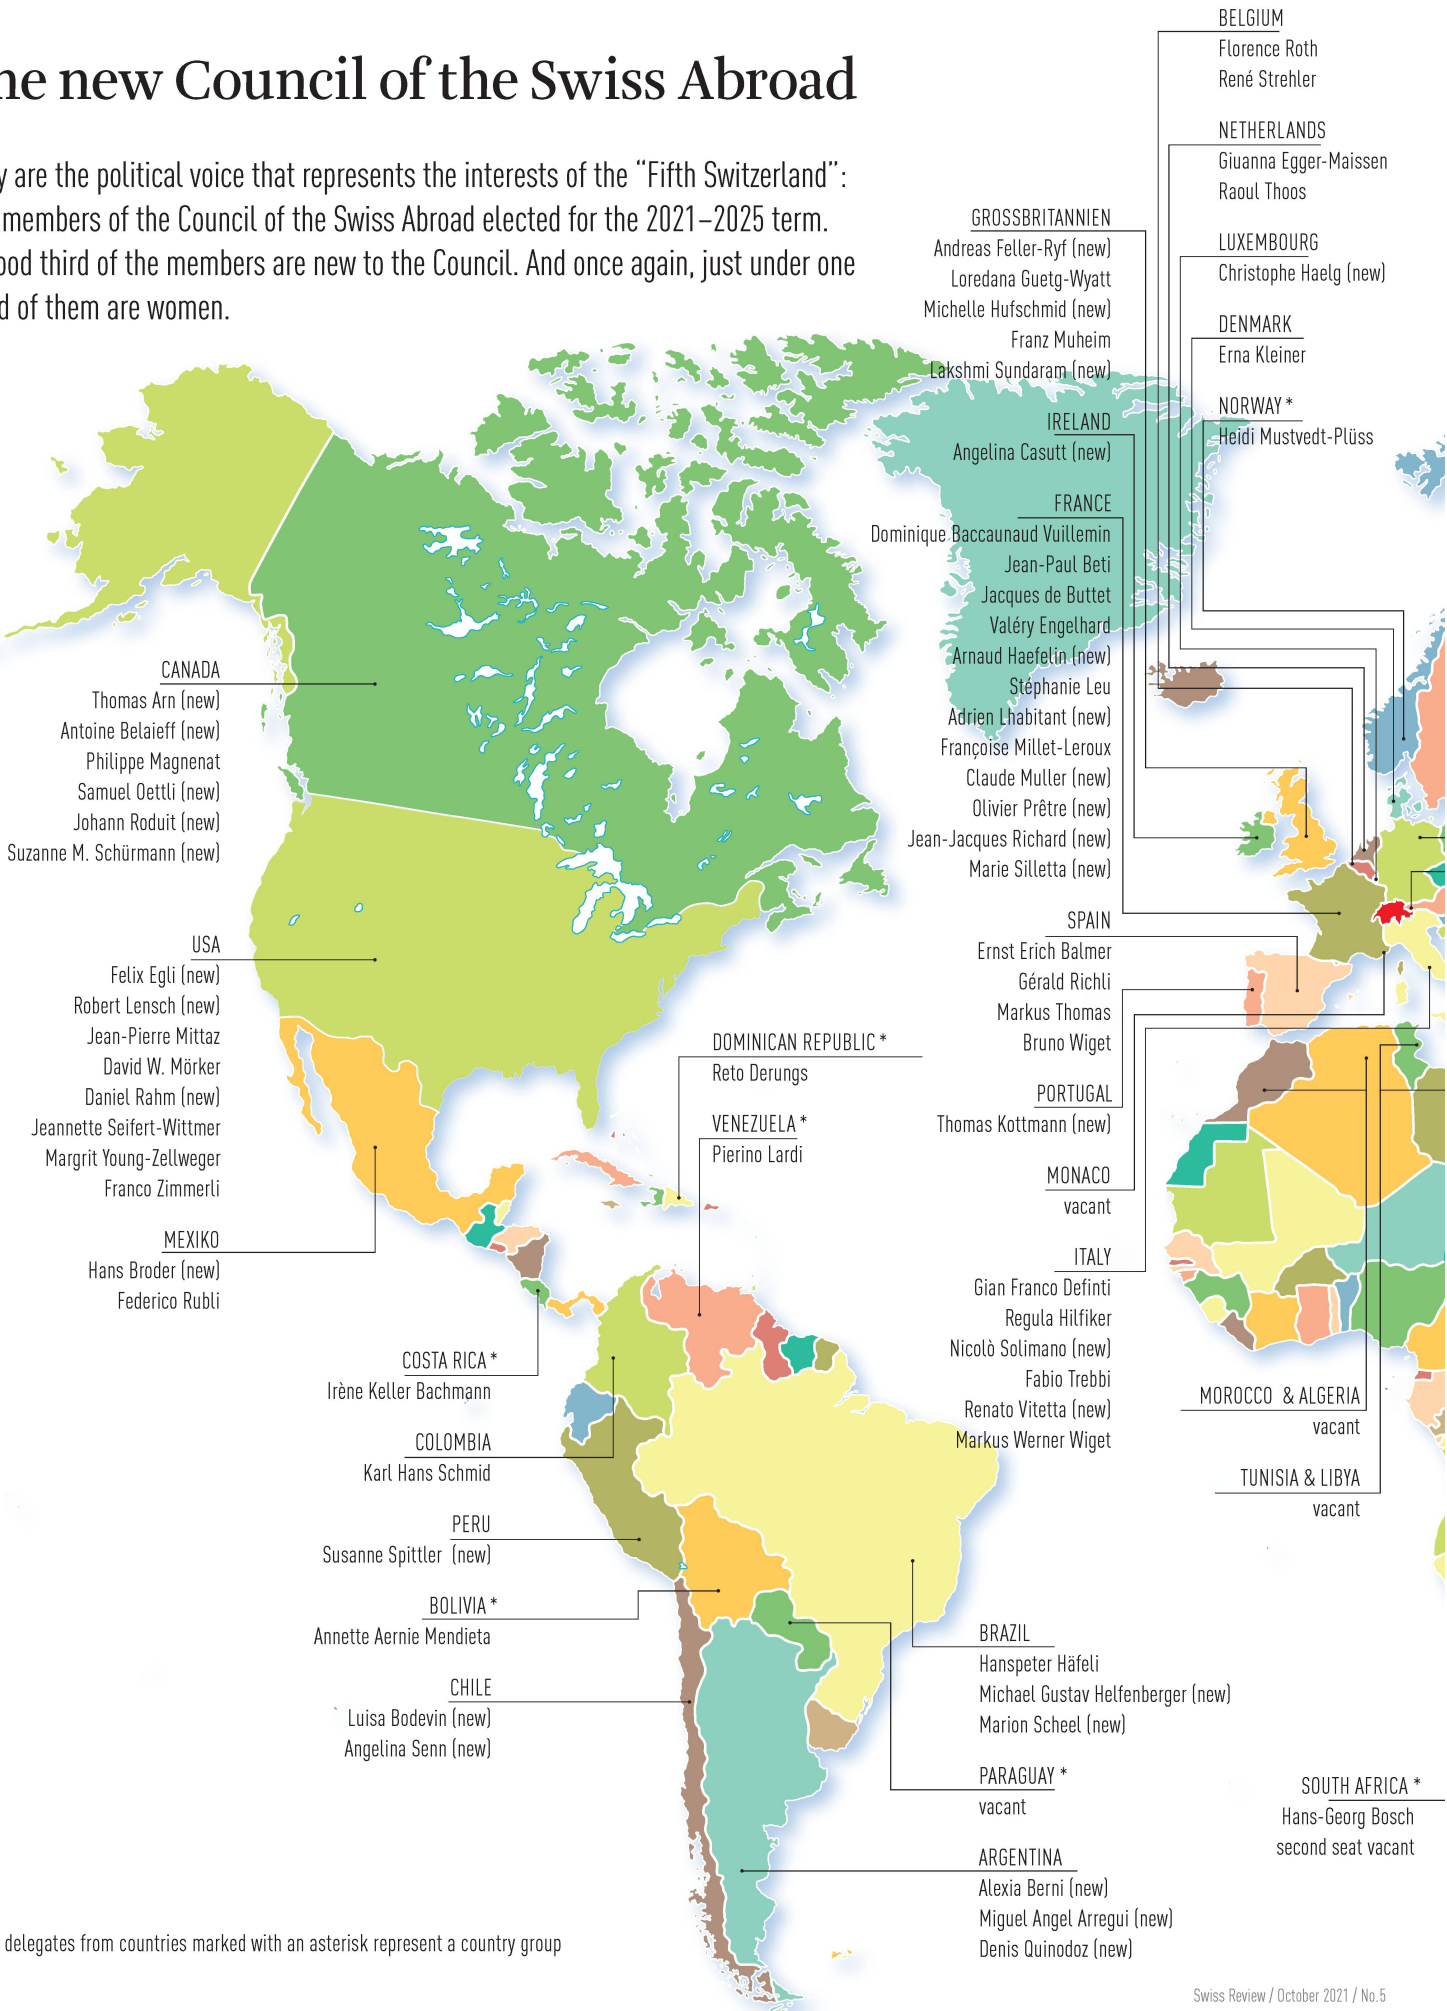 he new Council of the Swiss Abroad
y are the political voice that represents the interests of the “Fifth Switzerland”:
members of the Council of the Swiss Abroad elected for the 2021–2025 term.
ood third of the members are new to the Council. And once again, just under one
d of them are women.
BELGIUM
Florence Roth
René Strehler
NETHERLANDS
Giuanna Egger-Maissen
Raoul Thoos
LUXEMBOURG
Christophe Haelg (new)
DENMARK
Erna Kleiner
NORWAY *
Heidi Mustvedt-Plüss
GROSSBRITANNIEN
Andreas Feller-Ryf (new)
Loredana Guetg-Wyatt
Michelle Hufschmid (new)
Franz Muheim
Lakshmi Sundaram (new)
IRELAND
Angelina Casutt (new)
FRANCE
Dominique Baccaunaud Vuillemin
Jean-Paul Beti
Jacques de Buttet
Valéry Engelhard
Arnaud Haefelin (new)
Stéphanie Leu
Adrien Lhabitant (new)
Françoise Millet-Leroux
Claude Muller (new)
Olivier Prêtre (new)
Jean-Jacques Richard (new)
Marie Silletta (new)
SPAIN
Ernst Erich Balmer
Gérald Richli
Markus Thomas
Bruno Wiget
PORTUGAL
Thomas Kottmann (new)
MONACO
vacant
ITALY
Gian Franco Definti
Regula Hilfiker
Nicolò Solimano (new)
Fabio Trebbi
Renato Vitetta (new)
Markus Werner Wiget
CANADA
Thomas Arn (new)
Antoine Belaieff (new)
Philippe Magnenat
Samuel Oettli (new)
Johann Roduit (new)
Suzanne M. Schürmann (new)
USA
Felix Egli (new)
Robert Lensch (new)
Jean-Pierre Mittaz
David W. Mörker
Daniel Rahm (new)
Jeannette Seifert-Wittmer
Margrit Young-Zellweger
Franco Zimmerli
MEXIKO
Hans Broder (new)
Federico Rubli
DOMINICAN REPUBLIC *
Reto Derungs
VENEZUELA *
Pierino Lardi
COSTA RICA *
Irène Keller Bachmann
COLOMBIA
Karl Hans Schmid
PERU
Susanne Spittler (new)
BOLIVIA *
Annette Aernie Mendieta
CHILE
Luisa Bodevin (new)
Angelina Senn (new)
MOROCCO & ALGERIA
vacant
TUNISIA & LIBYA
vacant
BRAZIL
Hanspeter Häfeli
Michael Gustav Helfenberger (new)
Marion Scheel (new)
PARAGUAY *
vacant
ARGENTINA
Alexia Berni (new)
Miguel Angel Arregui (new)
Denis Quinodoz (new)
SOUTH AFRICA *
Hans-Georg Bosch
second seat vacant
delegates from countries marked with an asterisk represent a country group
Swiss Review / October 2021 / No.5